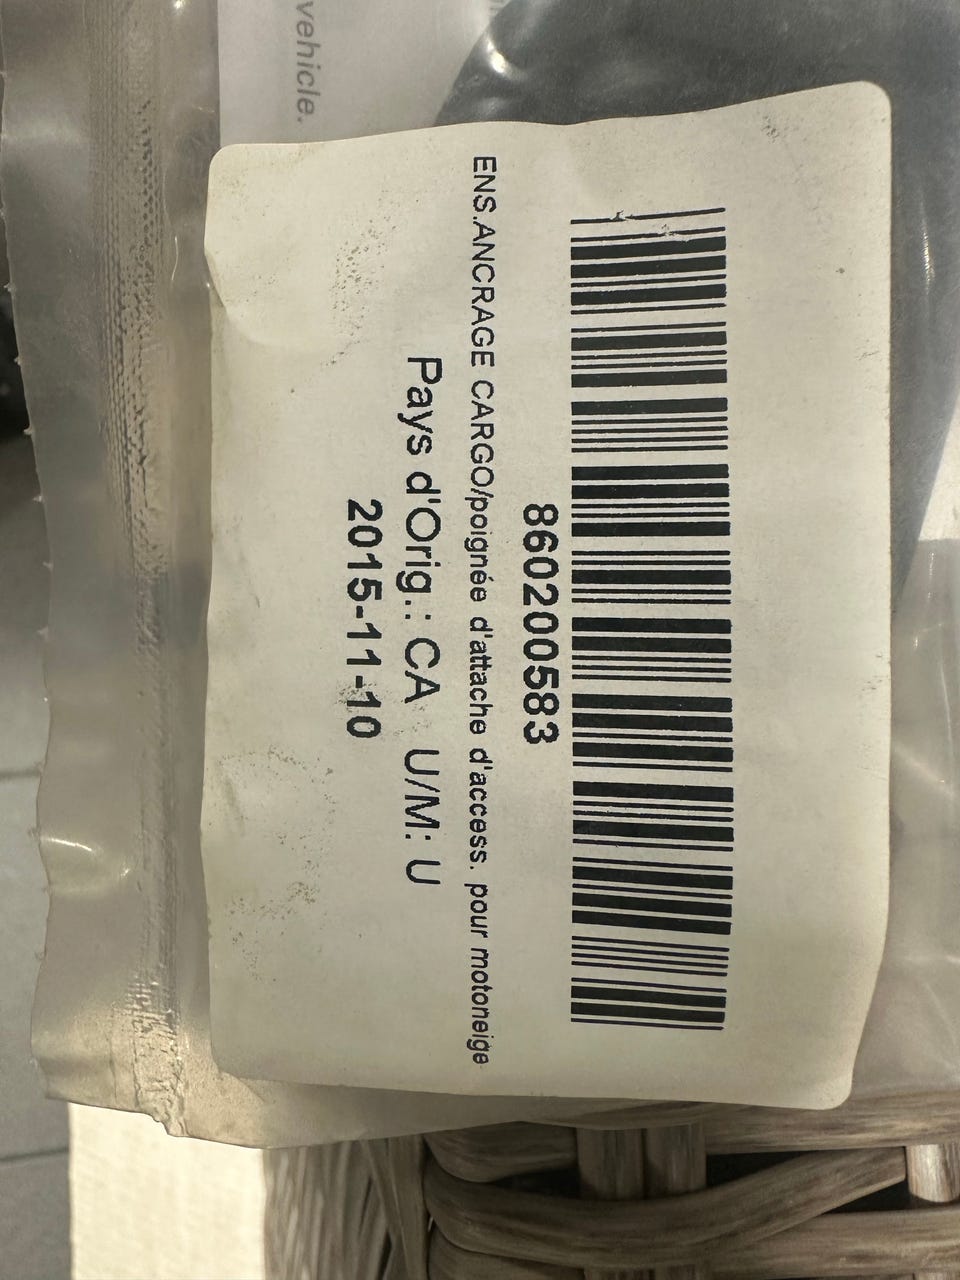 vehicle.
860200583
ENS.ANCRAGE CARGO/poignée d'attache d'access. pour motoneige
Pays d'Orig.: CA U/M: U
2015-11-10